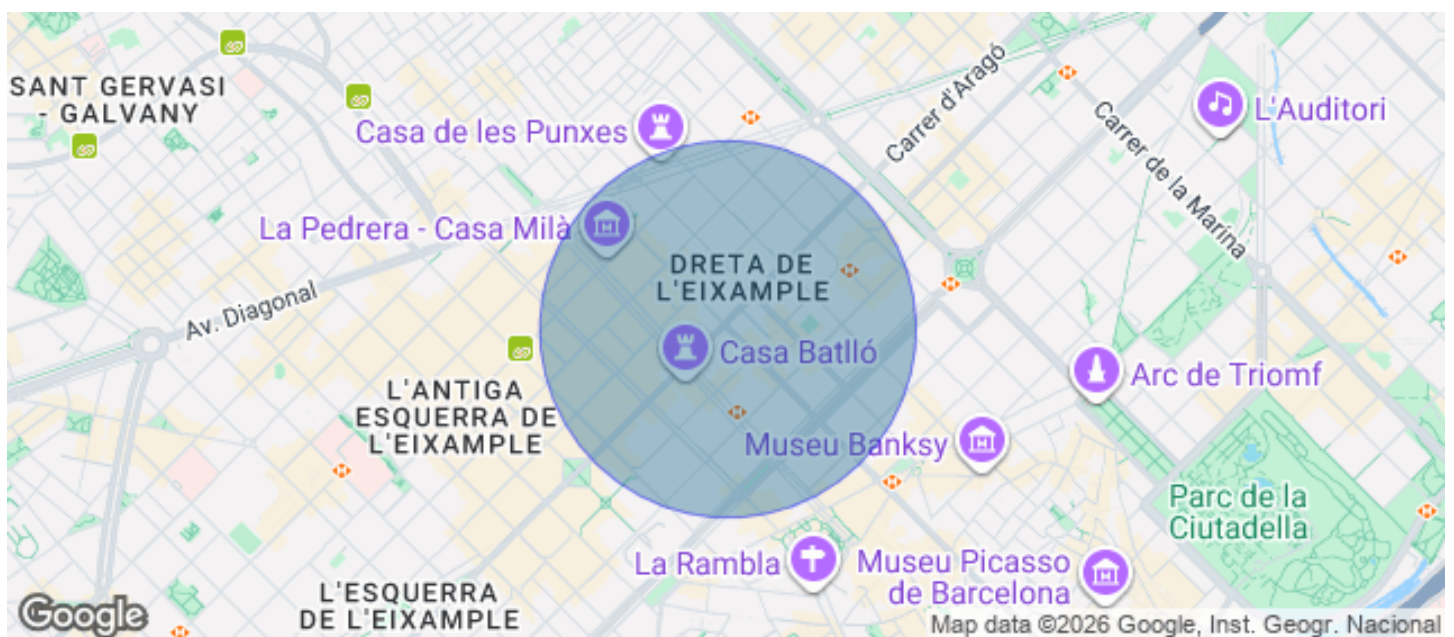 SANT GERVASI
- GALVANY
Casa de les Punxes
Carrer d'Aragó
L'Auditori
Carrer de la Marina
La Pedrera - Casa Milà
DRETA DE
L'EIXAMPLE
Av. Diagonal
Casa Batlló
Arc de Triomf
L'ANTIGA
ESQUERRA DE
L'EIXAMPLE
Museu Banksy
Parc de la
Ciutadella
La Rambla
Museu Picasso
de Barcelona
L'ESQUERRA
DE L'EIXAMPLE
Google
Map data ©2026 Google, Inst. Geogr. Nacional